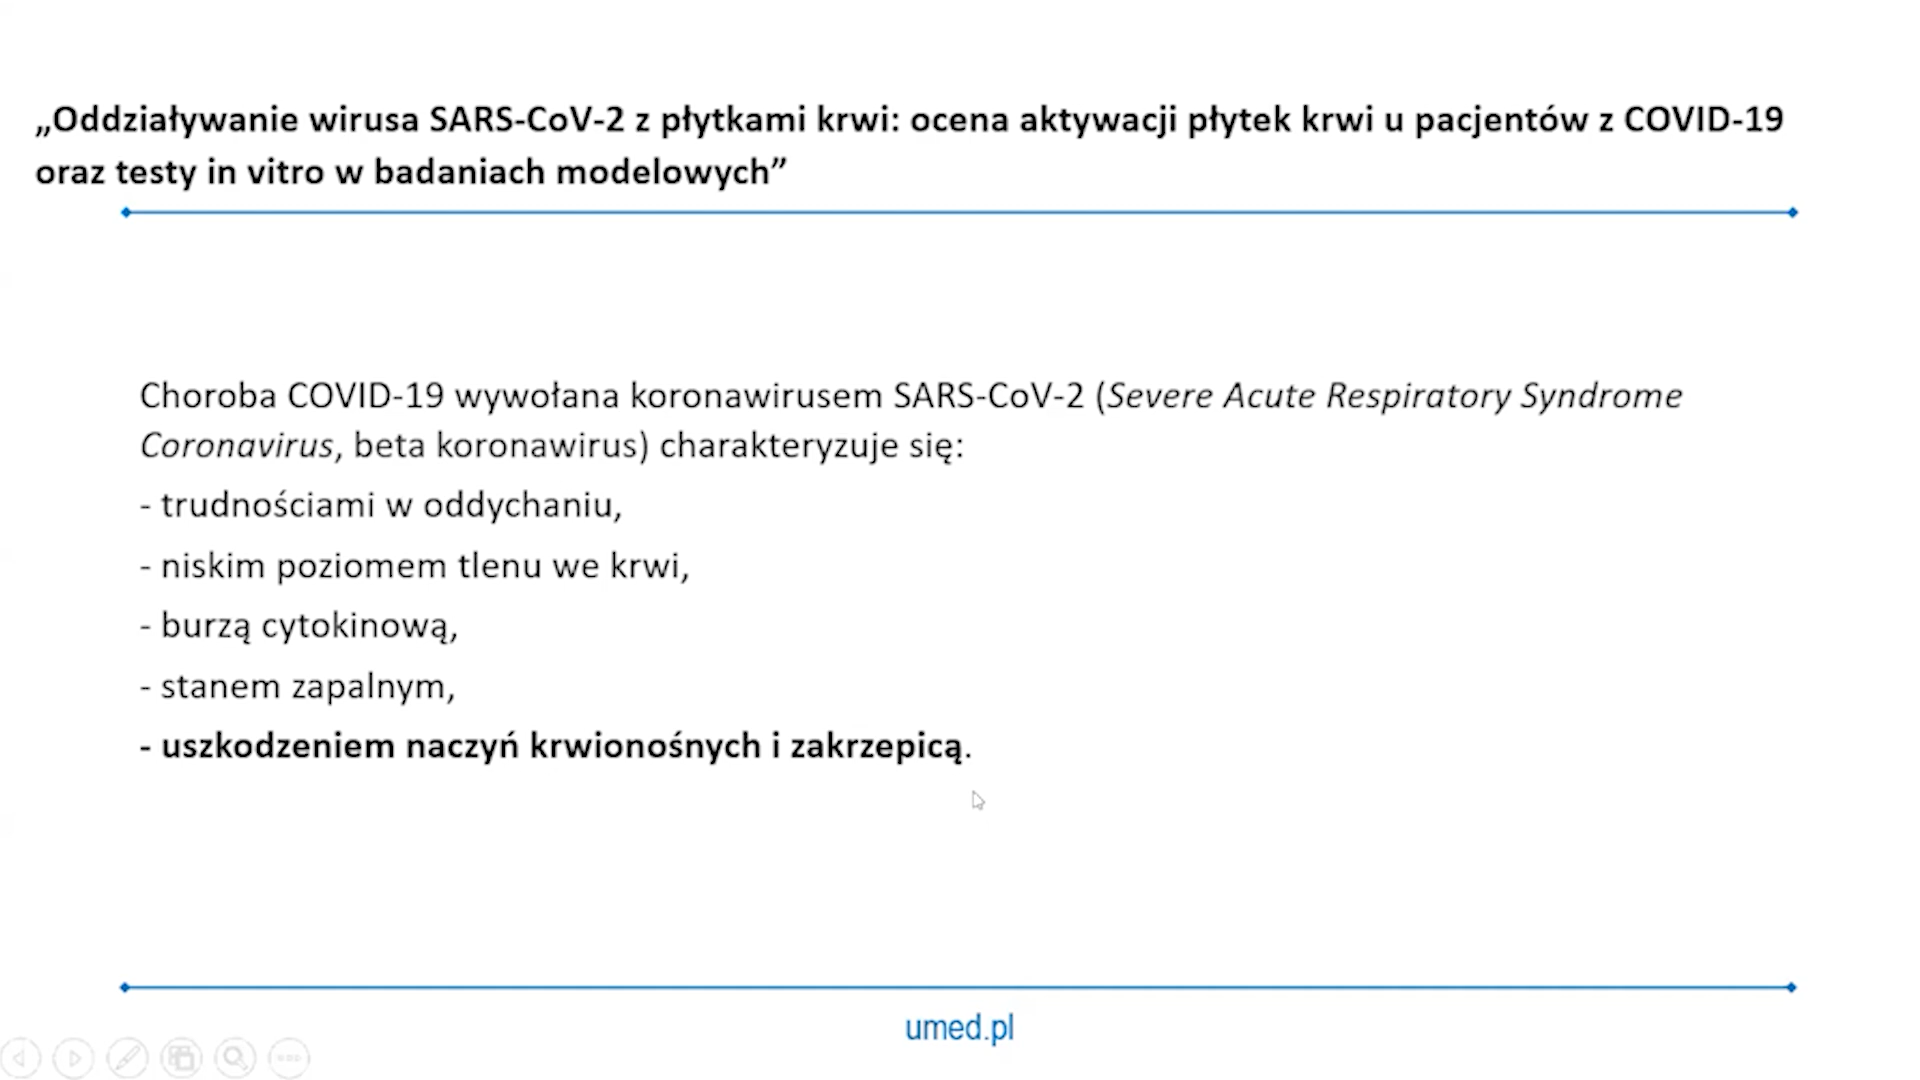 „Oddziaływanie wirusa SARS-CoV-2 z płytkami krwi: ocena aktywacji płytek krwi u pacjentów z COVID-19
oraz testy in vitro w badaniach modelowych”
Choroba COVID-19 wywołana koronawirusem SARS-CoV-2 (Severe Acute Respiratory Syndrome
Coronavirus, beta koronawirus) charakteryzuje się:
- trudnościami w oddychaniu,
- niskim poziomem tlenu we krwi,
- burzą cytokinową,
- stanem zapalnym,
- uszkodzeniem naczyń krwionośnych i zakrzepicą.
umed.pl